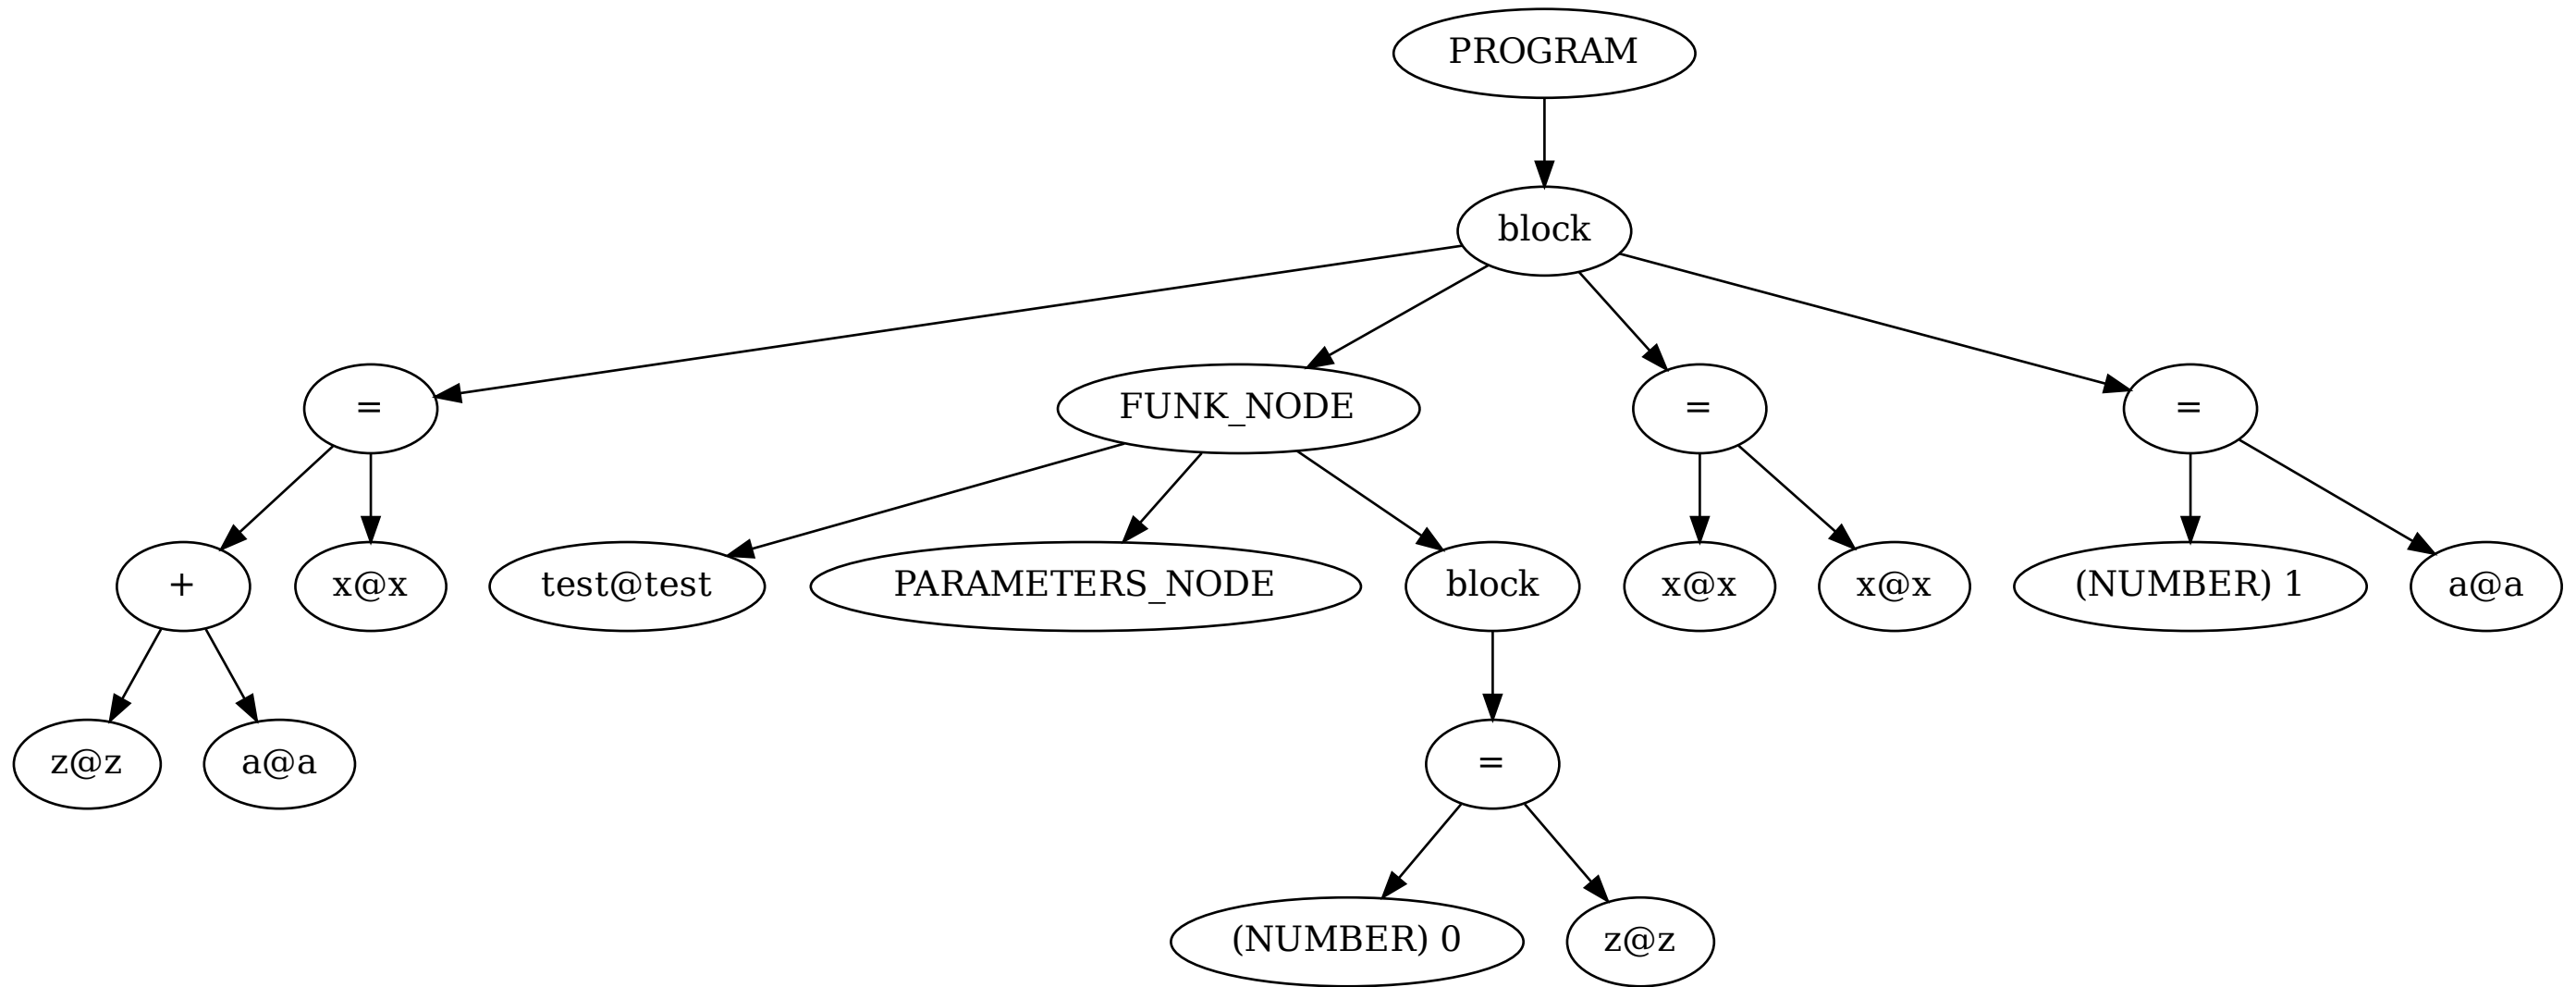 PROGRAM
block
=
FUNK_NODE
=
=
+
x@x
test@test
PARAMETERS_NODE
block
x@x
x@x
(NUMBER) 1
a@a
z@z
a@a
=
(NUMBER) 0
z@z